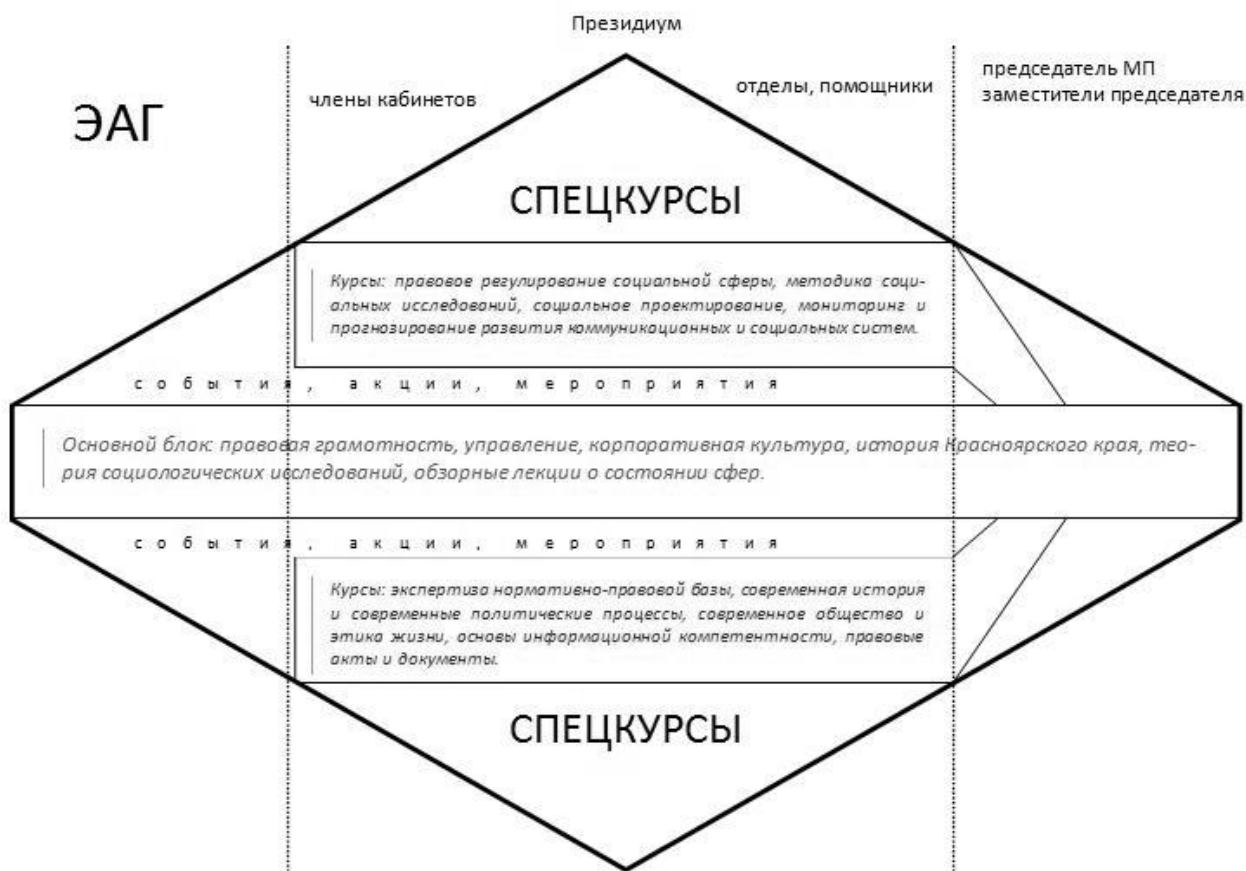 Президиум
председатель МП
заместители председателя
отделы, помощники
члены кабинетов
ЭАГ
СПЕЦКУРСЫ
Курсы: правовое регулирование социальной сферы, методика соци-
альных исследований, социальное проектирование, мониторинг и
прогнозирование развития коммуникационных и социальных систем.
события, акции, мероприятия
Основной блок: правовая грамотность, управление, корпоративная культура, история Красноярского края, тео-
рия социологических исследований, обзорные лекции о состоянии сфер.
события, акции, мероприятия
Курсы: экспертиза нормативно-правовой базы, современная история
и современные политические процессы, современное общество и
этика жизни, основы информационной компетентности, правовые
акты и документы.
СПЕЦКУРСЫ